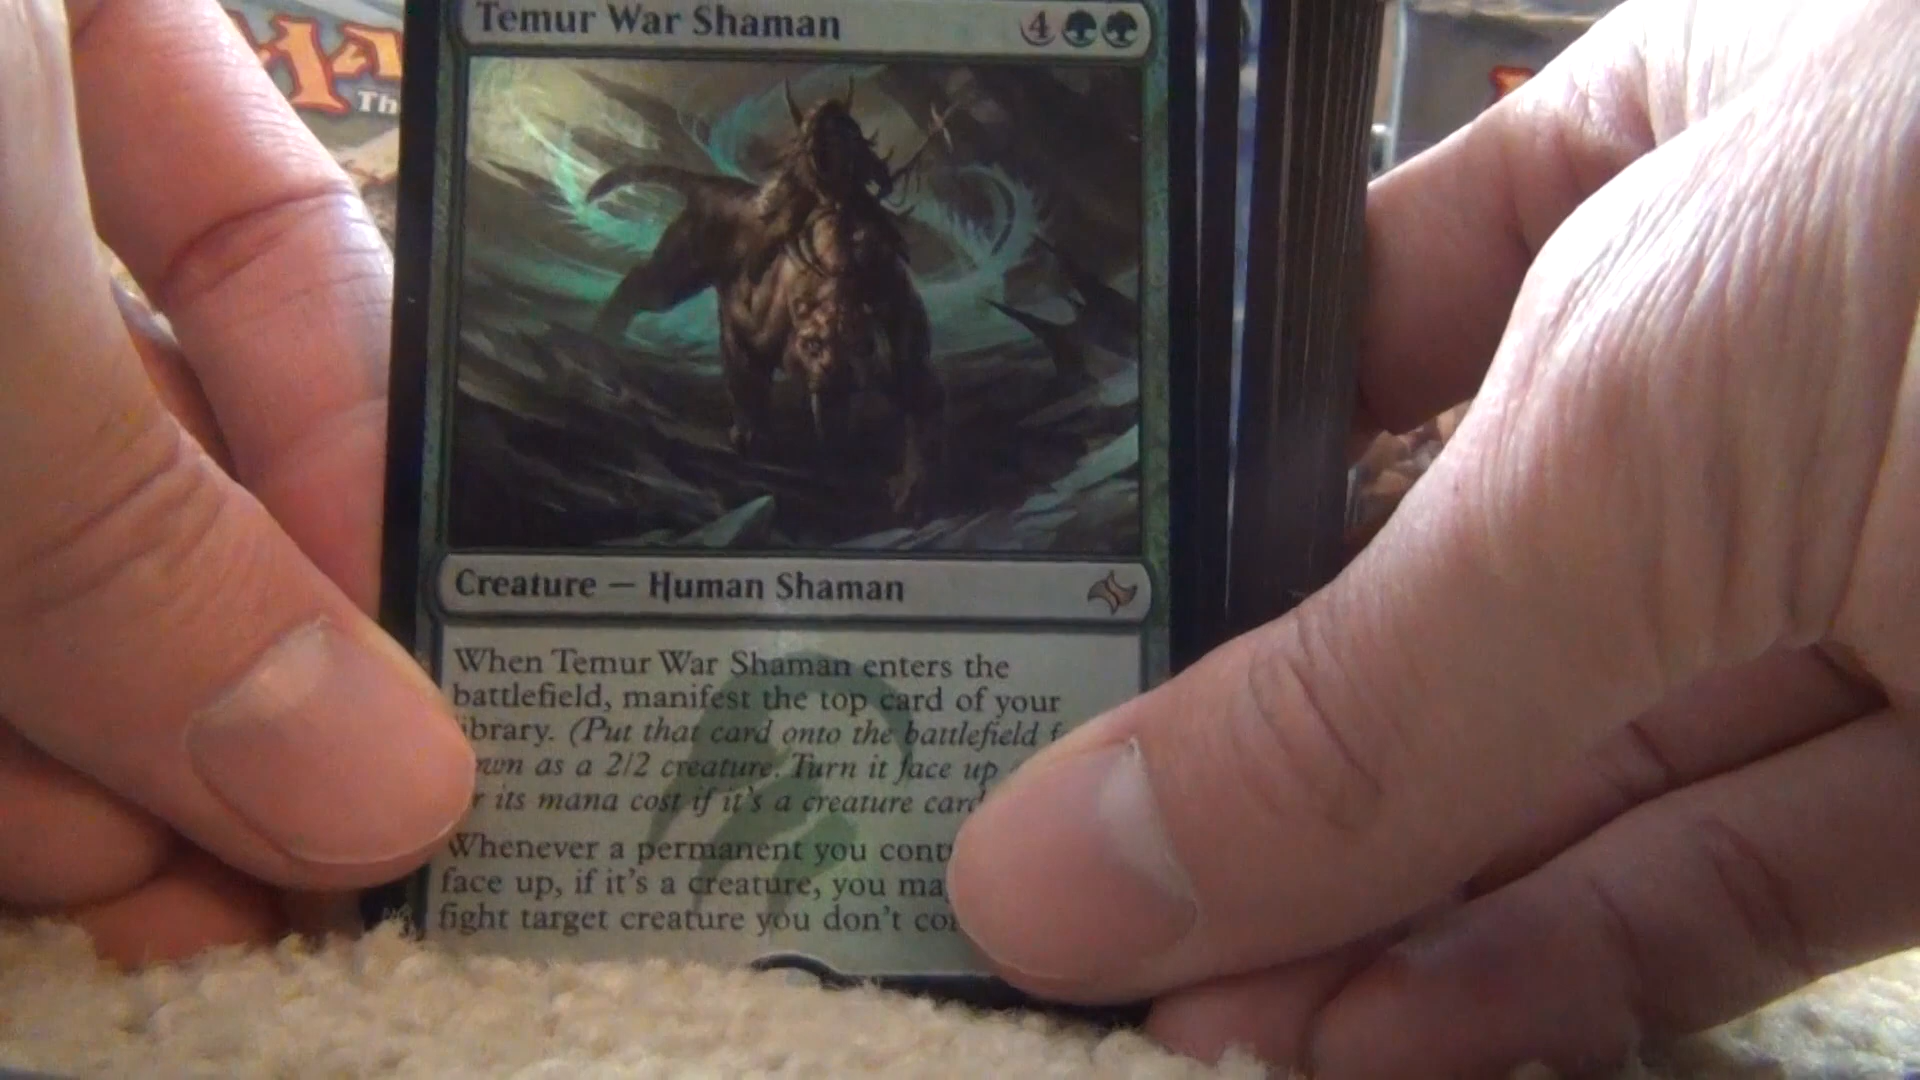 Temur War Shaman 4
Th
Creature — Human Shaman
When Temur War Shaman enters the
battlefield, manifest the top card of your
ibrary. (Put that card onto the battlefield f
wn as a 2/2 creature. Turn it face up
r its mana cost if it's a creature card
Whenever a permanent you cont
face up, if it's a creature, you ma
fight target creature you don't co